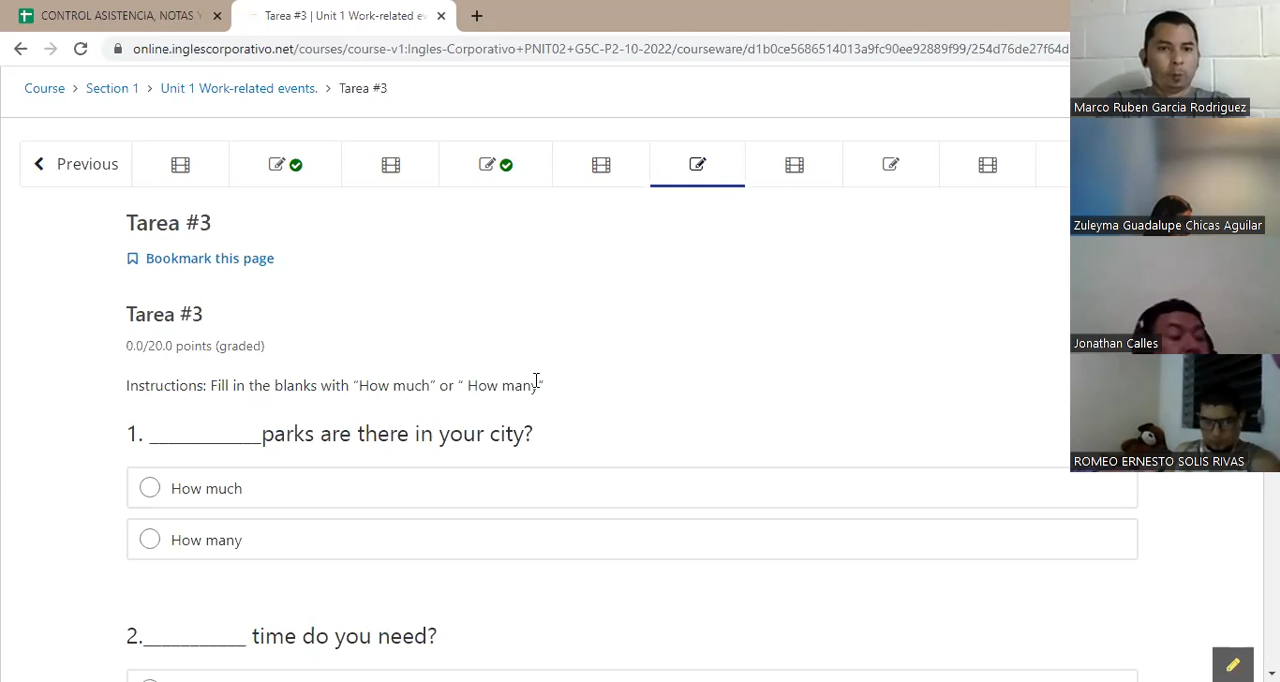 CONTROL ASISTENCIA, NOTAS Y
Tarea #3 | Unit 1 Work-related e
online.inglescorporativo.net/courses/course-v1:Ingles-Corporativo+PNIT02+G5C-P2-10-2022/courseware/d1b0ce5686514013a9fc90ee92889f99/254d76de27f64d
Course > Section 1 > Unit 1 Work-related events. > Tarea #3
Previous
Tarea #3
Bookmark this page
Tarea #3
0.0/20.0 points (graded)
Instructions: Fill in the blanks with “How much” or “ How many“
1. ____________parks are there in your city?
How much
How many
2.___________ time do you need?
Marco Ruben Garcia Rodriguez
Zuleyma Guadalupe Chicas Aguilar
Jonathan Calles
ROMEO ERNESTO SOLIS RIVAS